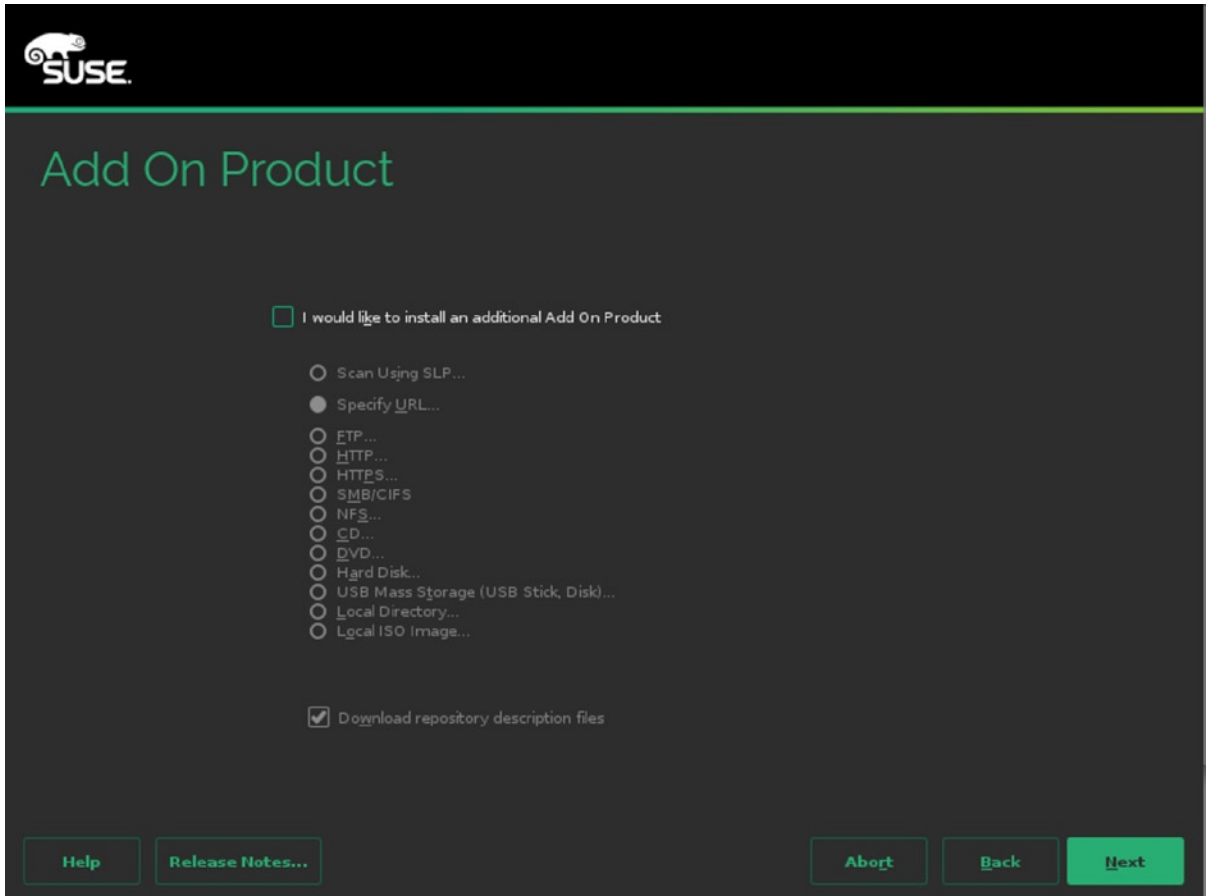 SUSE.
Add On Product
I would like to install an additional Add On Product
Scan Using SLP...
Specify URL...
FTP...
HTTP...
HTTPS...
SMB/CIFS
NFS...
CD...
DVD...
Hard Disk...
USB Mass Storage (USB Stick, Disk)...
Local Directory...
Local ISO Image...
Download repository description files
Help Release Notes... Abort Back Next